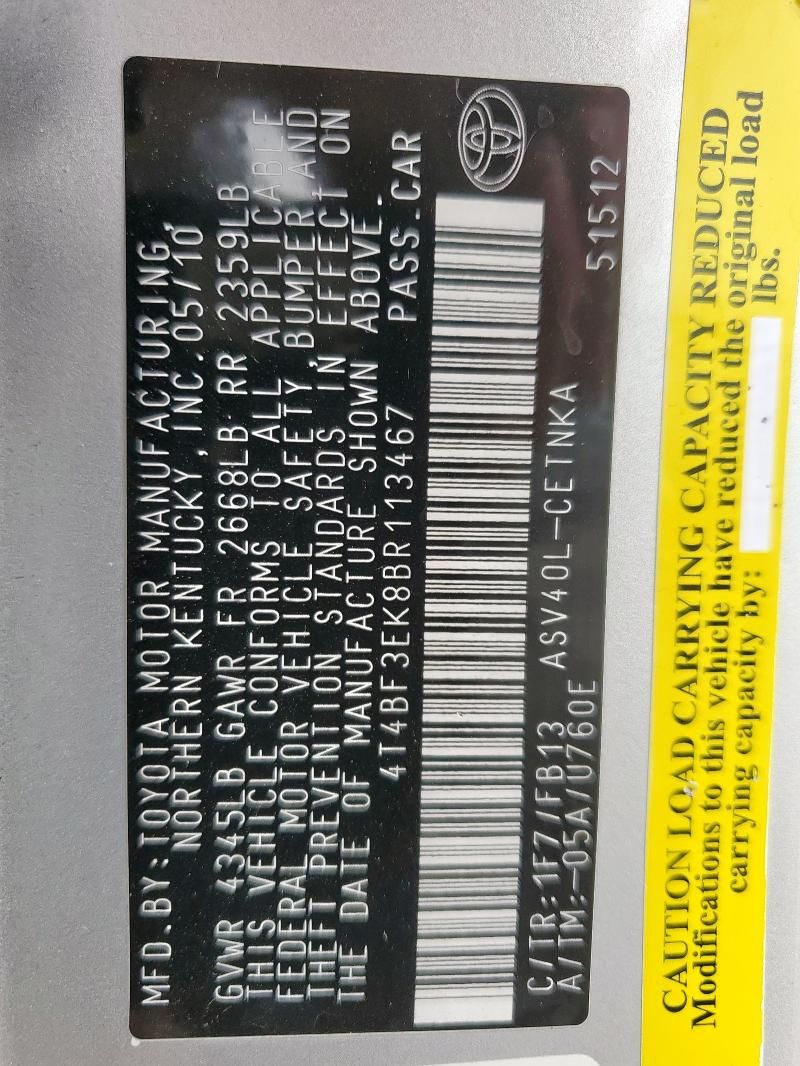 MFD.BY:TOYOTA MOTOR MANUFACTURING,
NORTHERN KENTUCKY, INC.05/10
GVWR 4345LB GAWR FR 2668LB RR 2359LB
THIS VEHICLE CONFORMS TO ALL APPLICABLE
FEDERAL MOTOR VEHICLE SAFETY,BUMPER,AND
THEFT PREVENTION STANDARDS IN EFFECT ON
THE DATE OF MANUFACTURE SHOWN ABOVE.
4T4BF3EK8BR113467 PASS.CAR
C/TR:1F7/FB13 ASV40L-CETNKA 51512
A/TM:-05A/U760E
CAUTION LOAD CARRYING CAPACITY REDUCED
Modifications to this vehicle have reduced the original load
carrying capacity by: lbs.